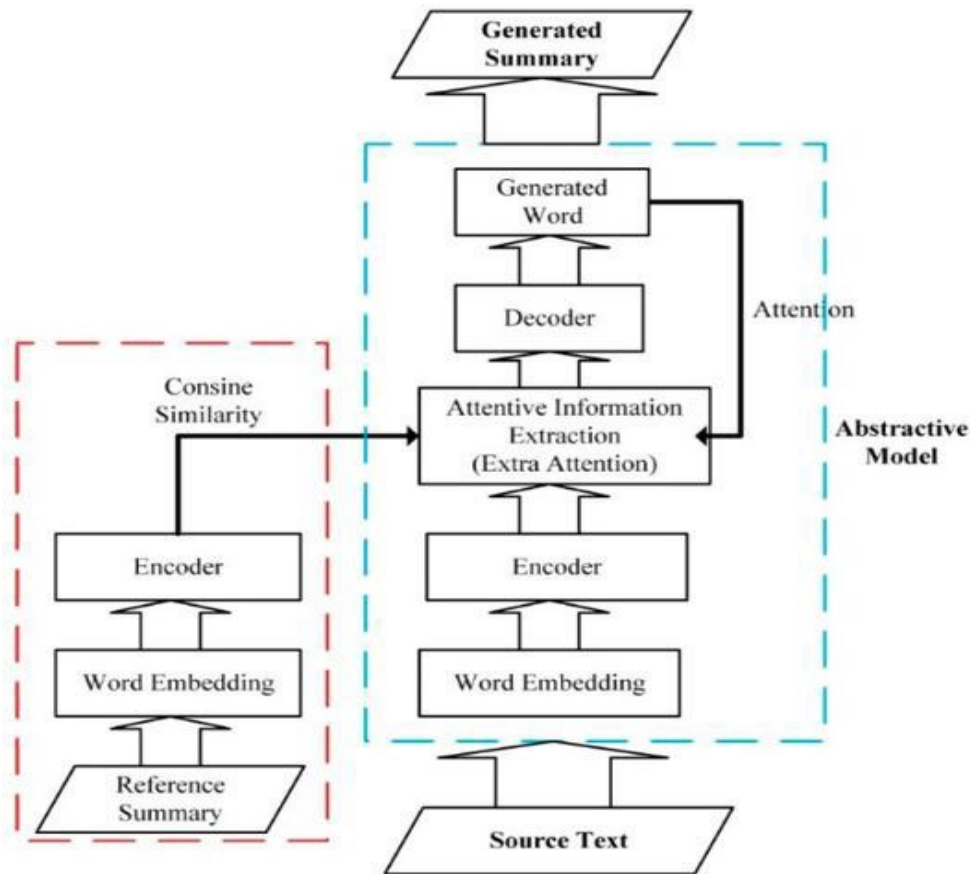 Generated
Summary
Generated
Word
Attention
Decoder
Consine
Similarity
Attentive Information
Extraction
(Extra Attention)
Abstractive
Model
Encoder
Encoder
Word Embedding
Word Embedding
Reference
Summary
Source Text